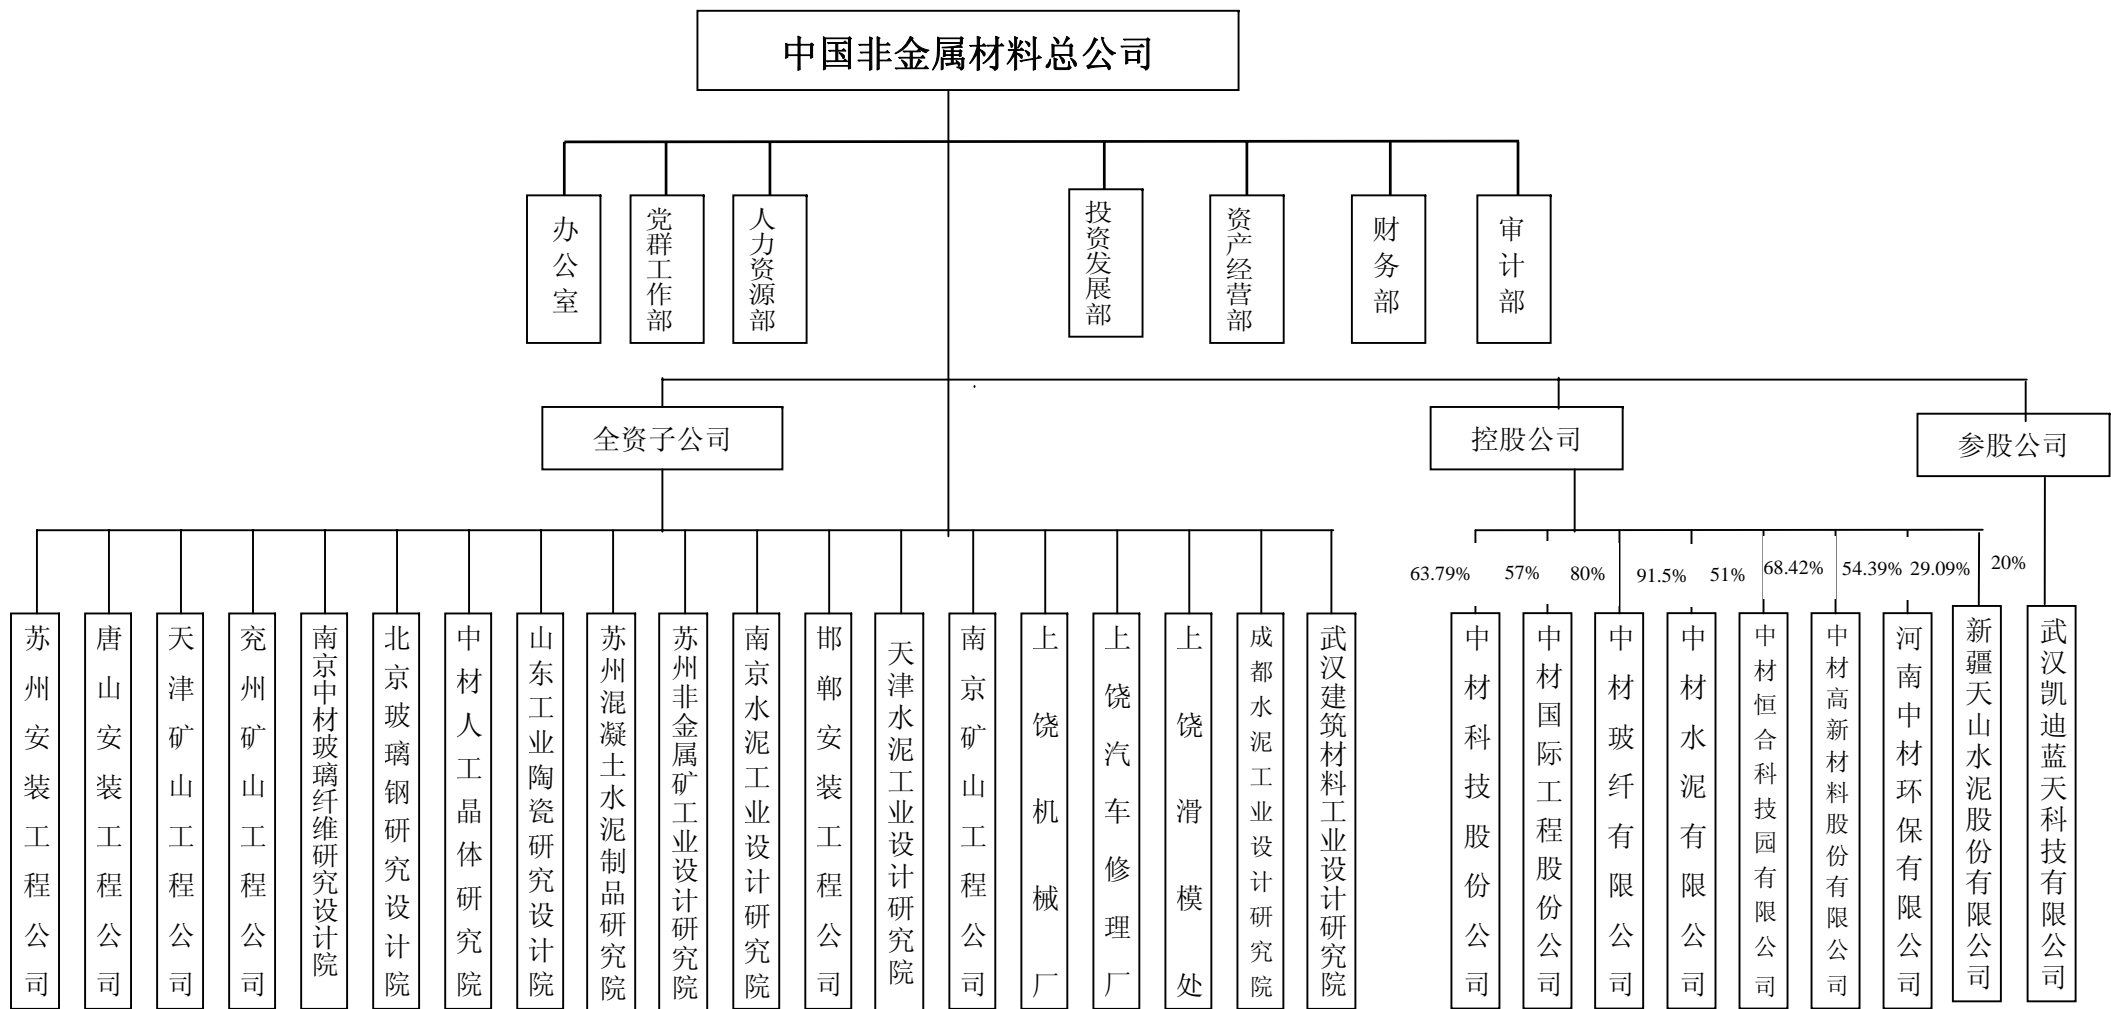 中国非金属材料总公司
办公室
党群工作部
人力资源部
投资发展部
资产经营部
财务部
审计部
全资子公司
控股公司
参股公司
63.79%
57%
80%
91.5%
51%
68.42%
54.39%
29.09%
20%
苏州安装工程公司
唐山安装工程公司
天津矿山工程公司
兖州矿山工程公司
南京中材玻璃纤维研究设计院
北京玻璃钢研究设计院
中材人工晶体研究院
山东工业陶瓷研究设计院
苏州混凝土水泥制品研究院
苏州非金属矿工业设计研究院
南京水泥工业设计研究院
邯郸安装工程公司
天津水泥工业设计研究院
南京矿山工程公司
上饶机械厂
上饶汽车修理厂
上饶滑模处
成都水泥工业设计研究院
武汉建筑材料工业设计研究院
中材科技股份公司
中材国际工程股份公司
中材玻纤有限公司
中材水泥有限公司
中材恒合科技园有限公司
中材高新材料股份有限公司
河南中材环保有限公司
新疆天山水泥股份有限公司
武汉凯迪蓝天科技有限公司